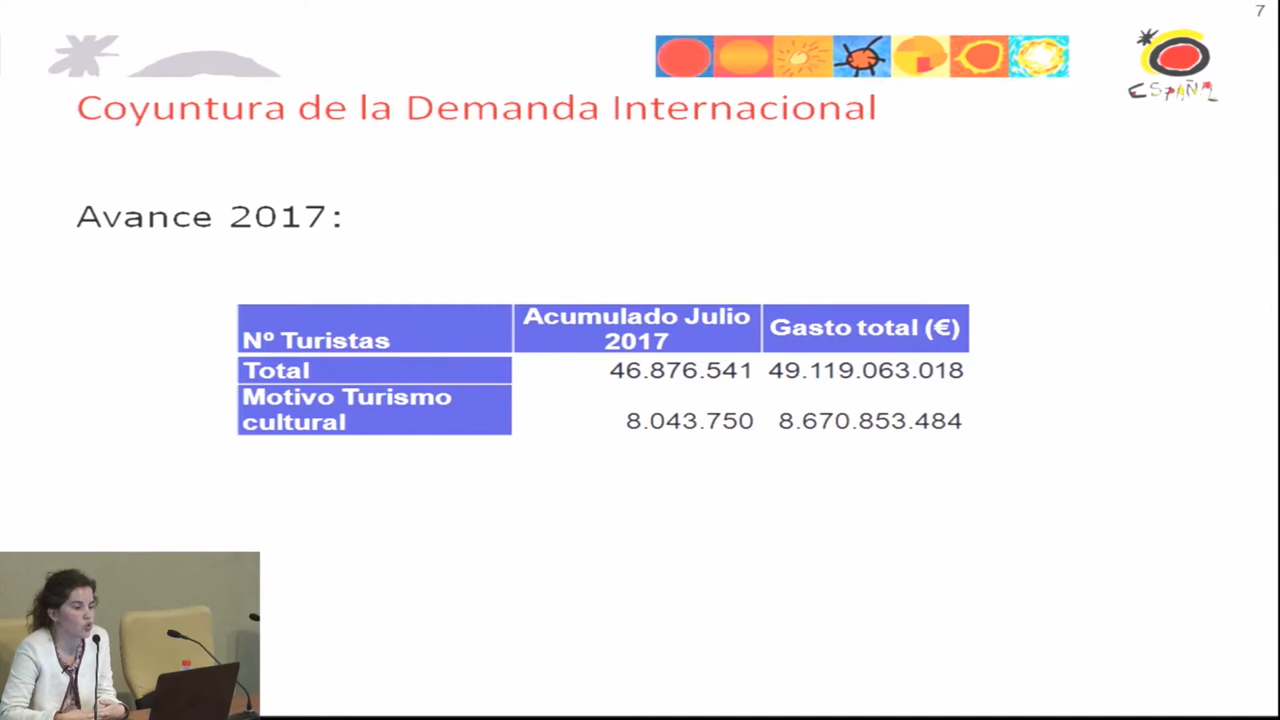 7
ESPAÑA
Coyuntura de la Demanda Internacional
Avance 2017:
Nº Turistas
Acumulado Julio
2017
Gasto total (€)
Total
46.876.541
49.119.063.018
Motivo Turismo
cultural
8.043.750
8.670.853.484